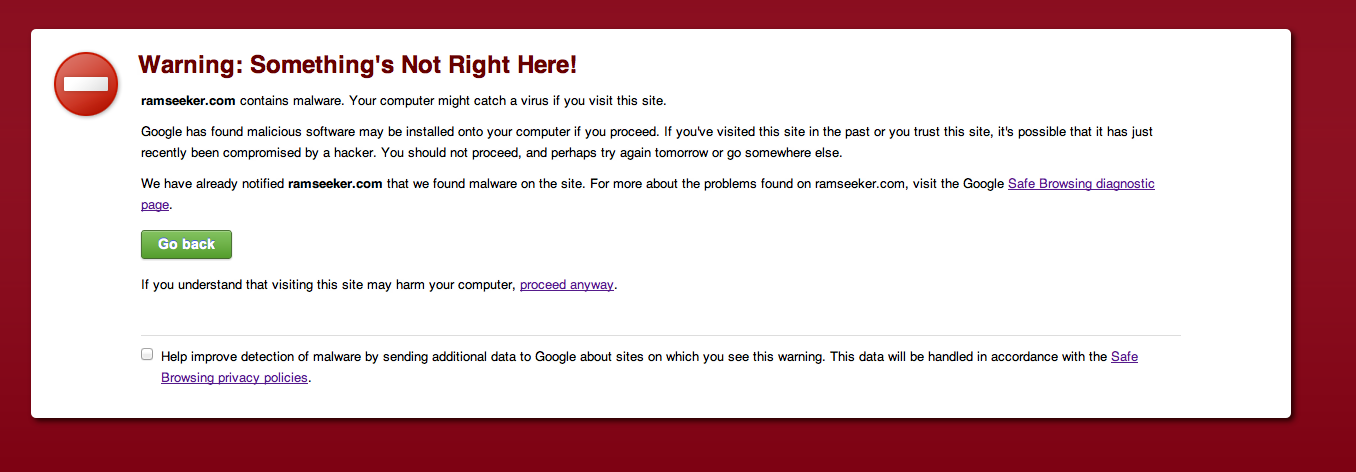 Warning: Something's Not Right Here!
ramseeker.com contains malware. Your computer might catch a virus if you visit this site.
Google has found malicious software may be installed onto your computer if you proceed. If you've visited this site in the past or you trust this site, it's possible that it has just
recently been compromised by a hacker. You should not proceed, and perhaps try again tomorrow or go somewhere else.
We have already notified ramseeker.com that we found malware on the site. For more about the problems found on ramseeker.com, visit the Google Safe Browsing diagnostic
page.
Go back
If you understand that visiting this site may harm your computer, proceed anyway.
Help improve detection of malware by sending additional data to Google about sites on which you see this warning. This data will be handled in accordance with the Safe
Browsing privacy policies.